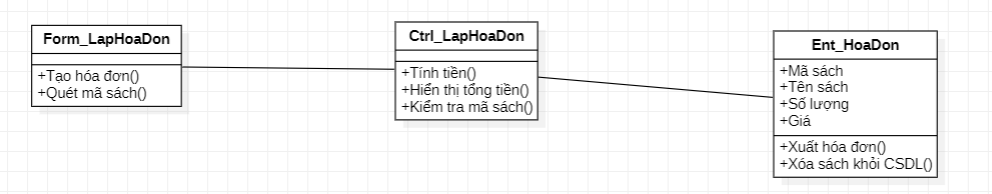 Form_LapHoaDon
+Tạo hóa đơn()
+Quét mã sách()
Ctrl_LapHoaDon
+Tính tiền()
+Hiển thị tổng tiền()
+Kiểm tra mã sách()
Ent_HoaDon
+Mã sách
+Tên sách
+Số lượng
+Giá
+Xuất hóa đơn()
+Xóa sách khỏi CSDL()